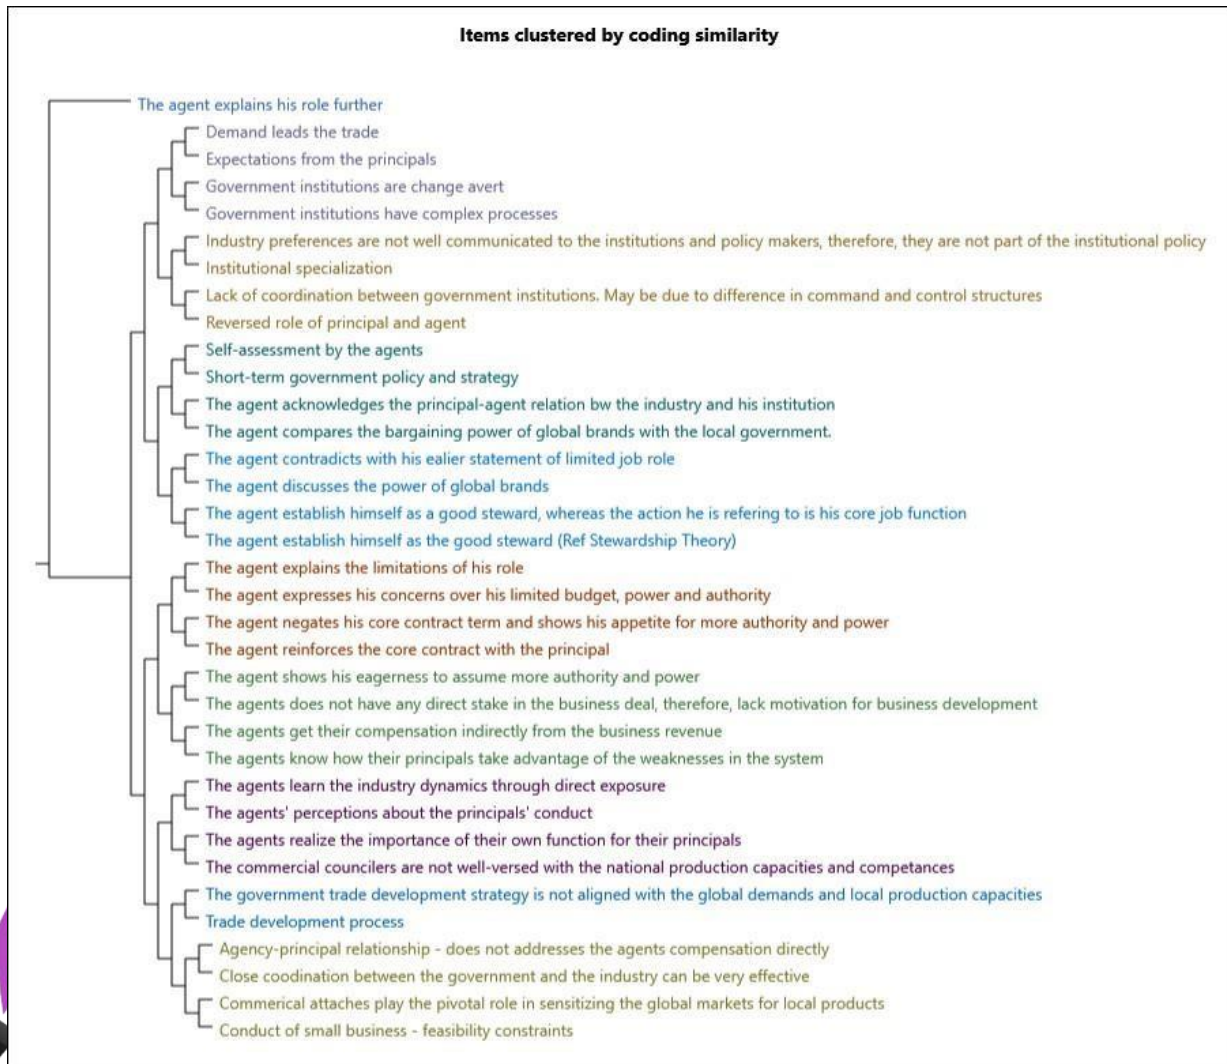 Items clustered by coding similarity
The agent explains his role further
Demand leads the trade
Expectations from the principals
Government institutions are change avert
Government institutions have complex processes
Industry preferences are not well communicated to the institutions and policy makers, therefore, they are not part of the institutional policy
Institutional specialization
Lack of coordination between government institutions. May be due to difference in command and control structures
Reversed role of principal and agent
Self-assessment by the agents
Short-term government policy and strategy
The agent acknowledges the principal-agent relation bw the industry and his institution
The agent compares the bargaining power of global brands with the local government.
The agent contradicts with his ealier statement of limited job role
The agent discusses the power of global brands
The agent establish himself as a good steward, whereas the action he is refering to is his core job function
The agent establish himself as the good steward (Ref Stewardship Theory)
The agent explains the limitations of his role
The agent expresses his concerns over his limited budget, power and authority
The agent negates his core contract term and shows his appetite for more authority and power
The agent reinforces the core contract with the principal
The agent shows his eagerness to assume more authority and power
The agents does not have any direct stake in the business deal, therefore, lack motivation for business development
The agents get their compensation indirectly from the business revenue
The agents know how their principals take advantage of the weaknesses in the system
The agents learn the industry dynamics through direct exposure
The agents' perceptions about the principals' conduct
The agents realize the importance of their own function for their principals
The commercial councilers are not well-versed with the national production capacities and competances
The government trade development strategy is not aligned with the global demands and local production capacities
Trade development process
Agency-principal relationship - does not addresses the agents compensation directly
Close coodination between the government and the industry can be very effective
Commerical attaches play the pivotal role in sensitizing the global markets for local products
Conduct of small business - feasibility constraints